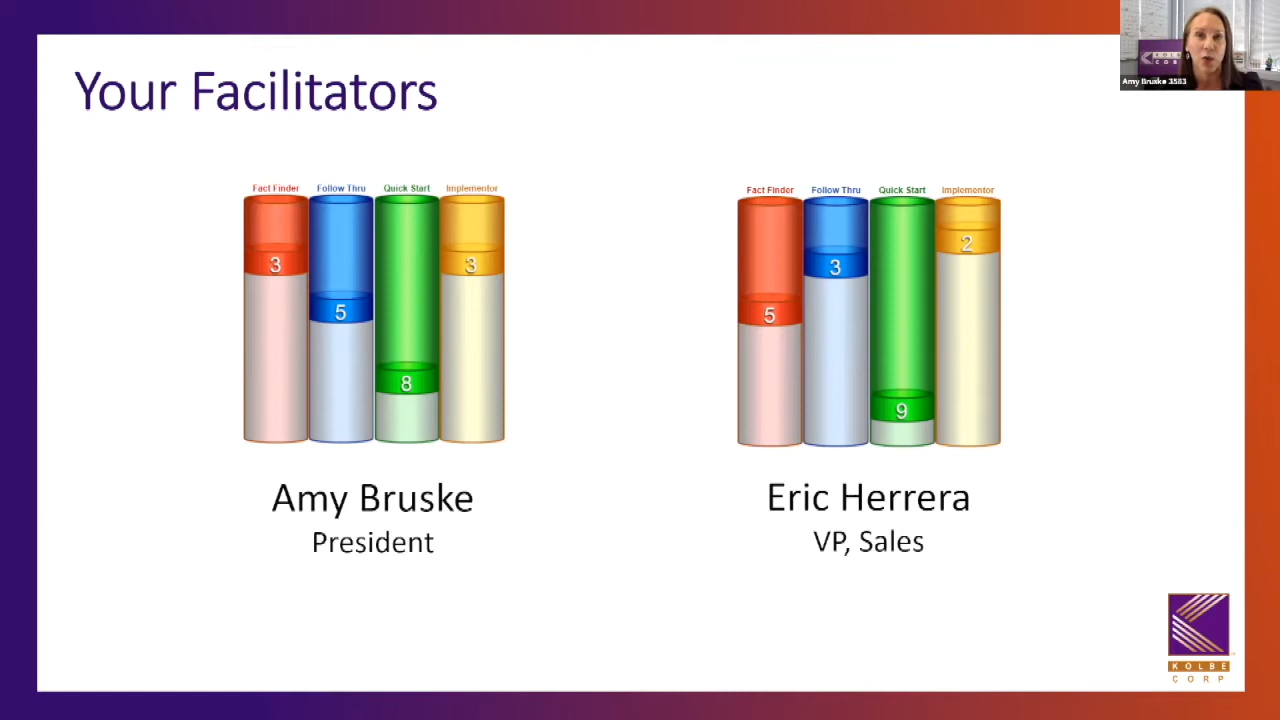 Your Facilitators
Amy Bruske 3583
Fact Finder Follow Thru Quick Start Implementor
3 5 8 3
Amy Bruske
President
Fact Finder Follow Thru Quick Start Implementor
5 3 9 2
Eric Herrera
VP, Sales
KOLBE
CORP